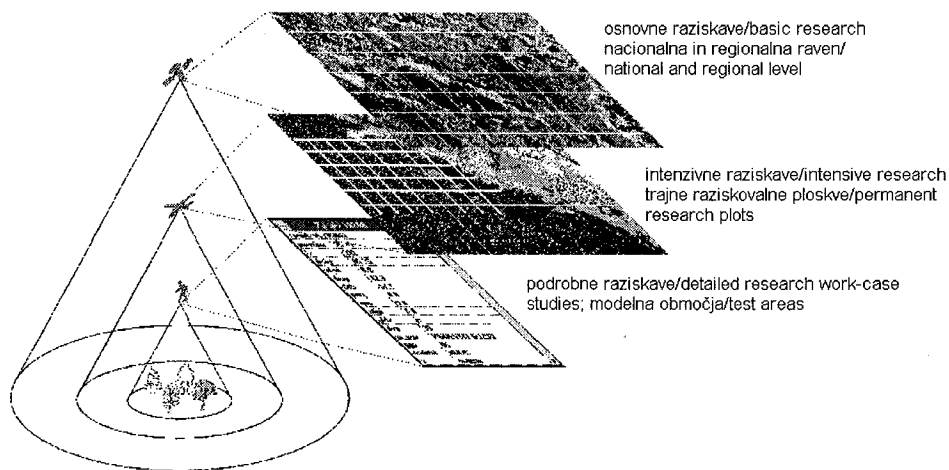 osnovne raziskave/basic research
nacionalna in regionalna raven/
national and regional level
intenzivne raziskave/intensive research
trajne raziskovalne ploskve/permanent
research plots
podrobne raziskave/detailed research work-case
studies; modelna območja/test areas